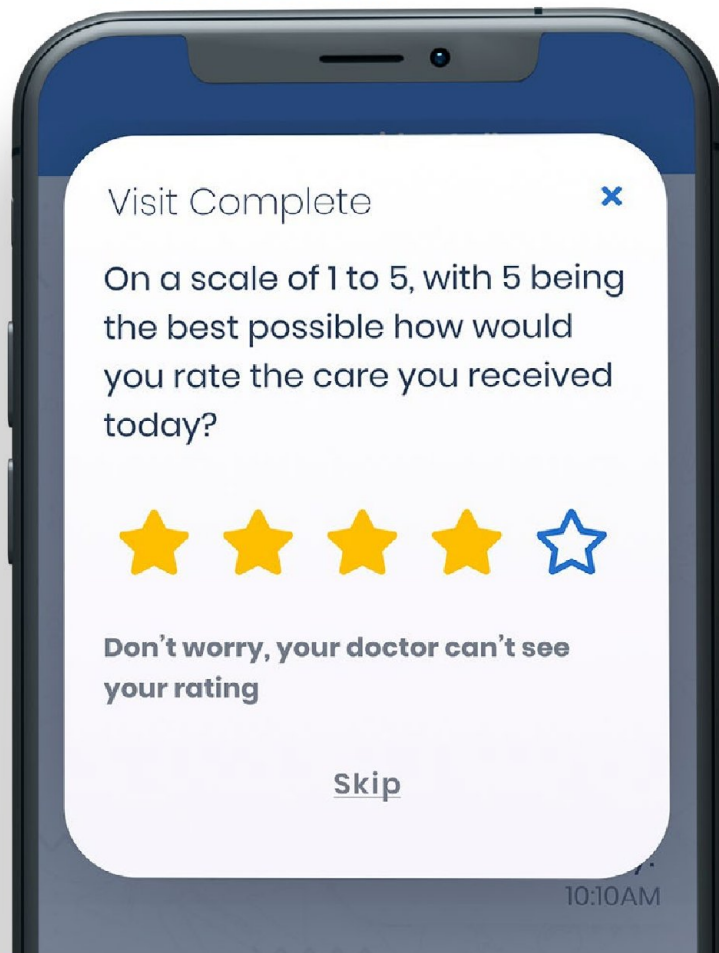 Visit Complete
On a scale of 1 to 5, with 5 being
the best possible how would
you rate the care you received
today?
Don't worry, your doctor can't see
your rating
Skip
10:10AM